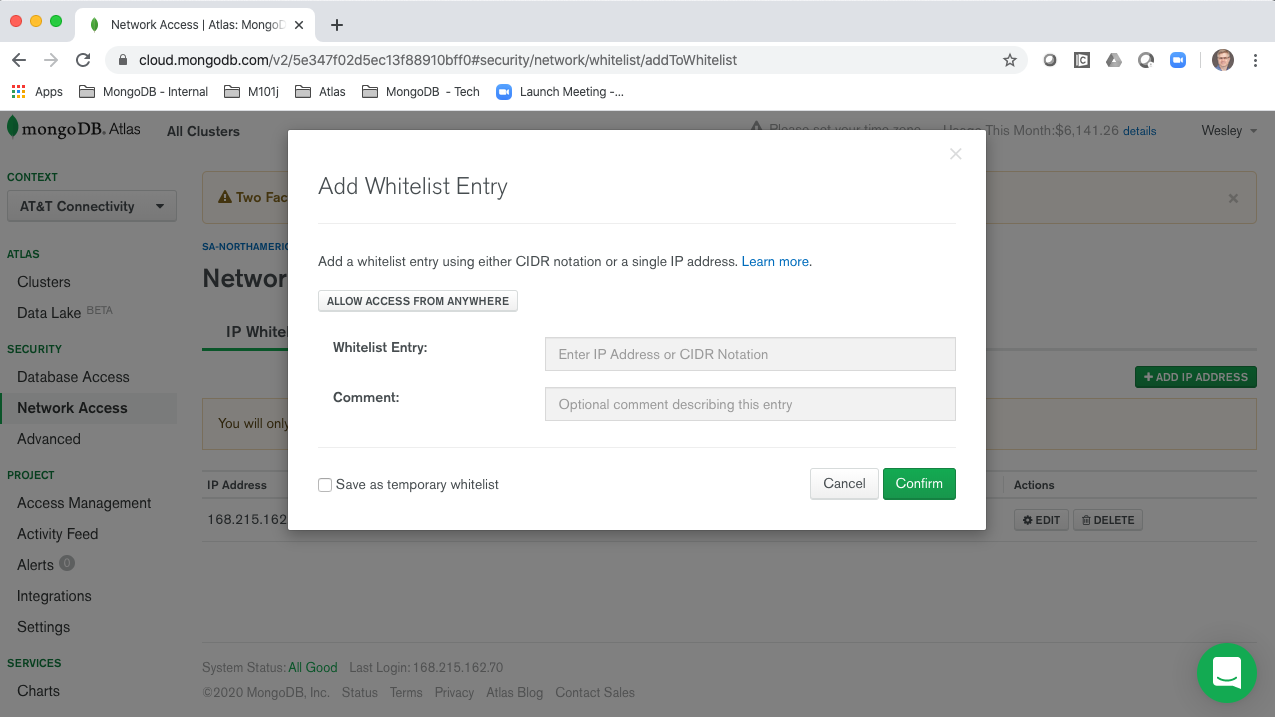 Network Access | Atlas: MongoD
cloud.mongodb.com/v2/5e347f02d5ec13f88910bff0#security/network/whitelist/addToWhitelist
Apps MongoDB - Internal M101j Atlas MongoDB - Tech Launch Meeting -...
mongoDB. Atlas All Clusters Please set your time zone Usage This Month:$6,141.26 details Wesley
CONTEXT
AT&T Connectivity
ATLAS
Clusters
Data Lake BETA
SECURITY
Database Access
Network Access
Advanced
PROJECT
Access Management
Activity Feed
Alerts 0
Integrations
Settings
SERVICES
Charts
Two Fac
SA-NORTHAMERIC
Networ
IP Whitel
ADD IP ADDRESS
You will only
IP Address Actions
168.215.162 EDIT DELETE
Add Whitelist Entry
Add a whitelist entry using either CIDR notation or a single IP address. Learn more.
ALLOW ACCESS FROM ANYWHERE
Whitelist Entry: Enter IP Address or CIDR Notation
Comment: Optional comment describing this entry
Save as temporary whitelist Cancel Confirm
System Status: All Good Last Login: 168.215.162.70
©2020 MongoDB, Inc. Status Terms Privacy Atlas Blog Contact Sales